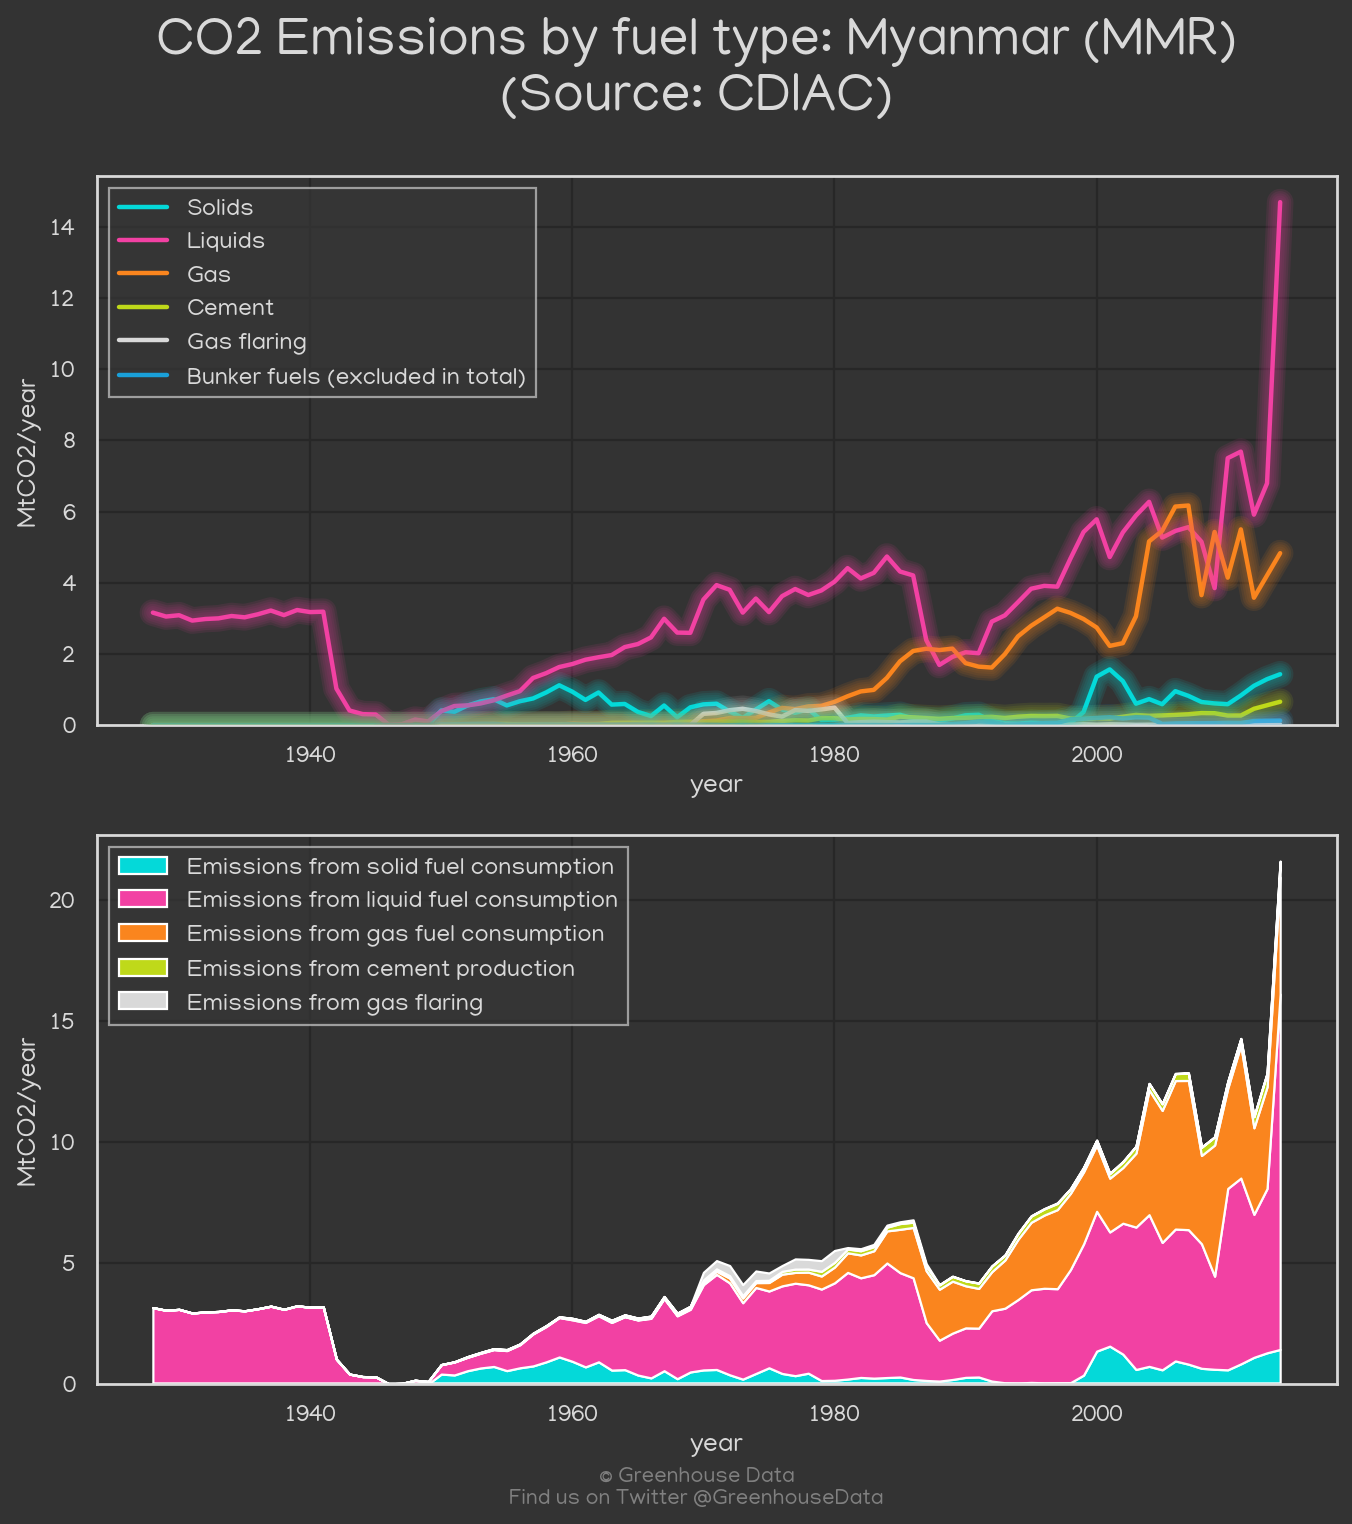 CO2 Emissions by fuel type: Myanmar (MMR)
(Source: CDIAC)
Solids
Liquids
Gas
Cement
Gas flaring
Bunker fuels (excluded in total)
14
12
10
8
6
4
2
0
MtCO2/year
1940 1960 1980 2000
year
Emissions from solid fuel consumption
Emissions from liquid fuel consumption
Emissions from gas fuel consumption
Emissions from cement production
Emissions from gas flaring
20
15
10
5
0
MtCO2/year
1940 1960 1980 2000
year
© Greenhouse Data
Find us on Twitter @GreenhouseData